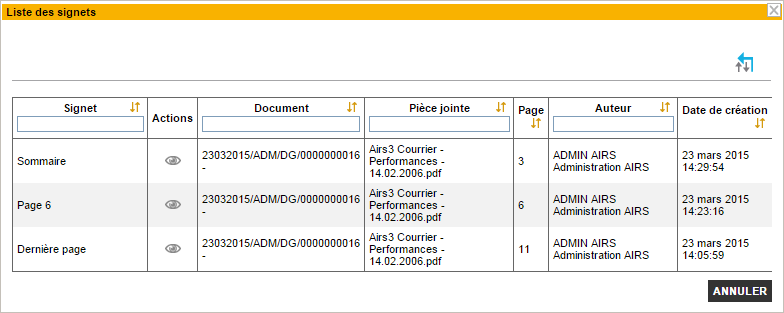 Liste des signets
Signet Actions Document Pièce jointe Page Auteur Date de création
Sommaire 23032015/ADM/DG/0000000016 Airs3 Courrier - 3 ADMIN AIRS 23 mars 2015
- Performances - Administration AIRS 14:29:54
14.02.2006.pdf
Page 6 23032015/ADM/DG/0000000016 Airs3 Courrier - 6 ADMIN AIRS 23 mars 2015
- Performances - Administration AIRS 14:23:16
14.02.2006.pdf
Dernière page 23032015/ADM/DG/0000000016 Airs3 Courrier - 11 ADMIN AIRS 23 mars 2015
- Performances - Administration AIRS 14:05:59
14.02.2006.pdf
ANNULER